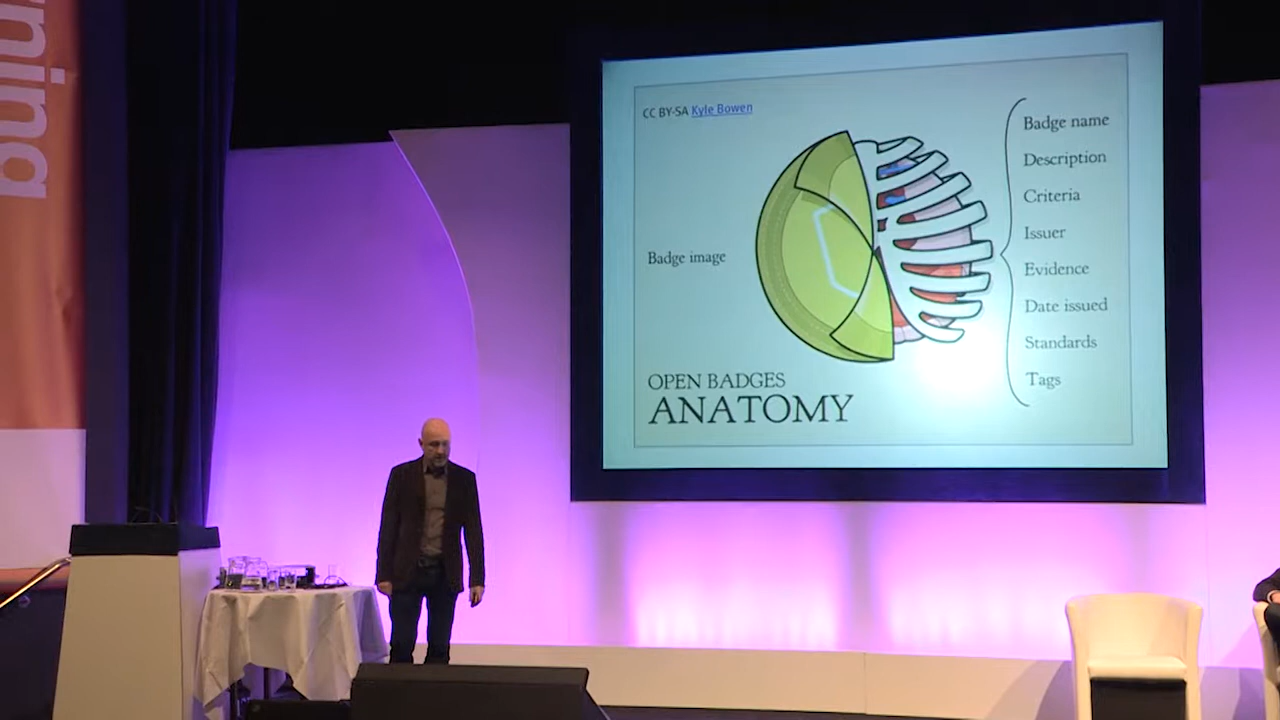 ning
CC BY-SA Kyle Bowen
Badge image
OPEN BADGES
ANATOMY
Badge name
Description
Criteria
Issuer
Evidence
Date issued
Standards
Tags